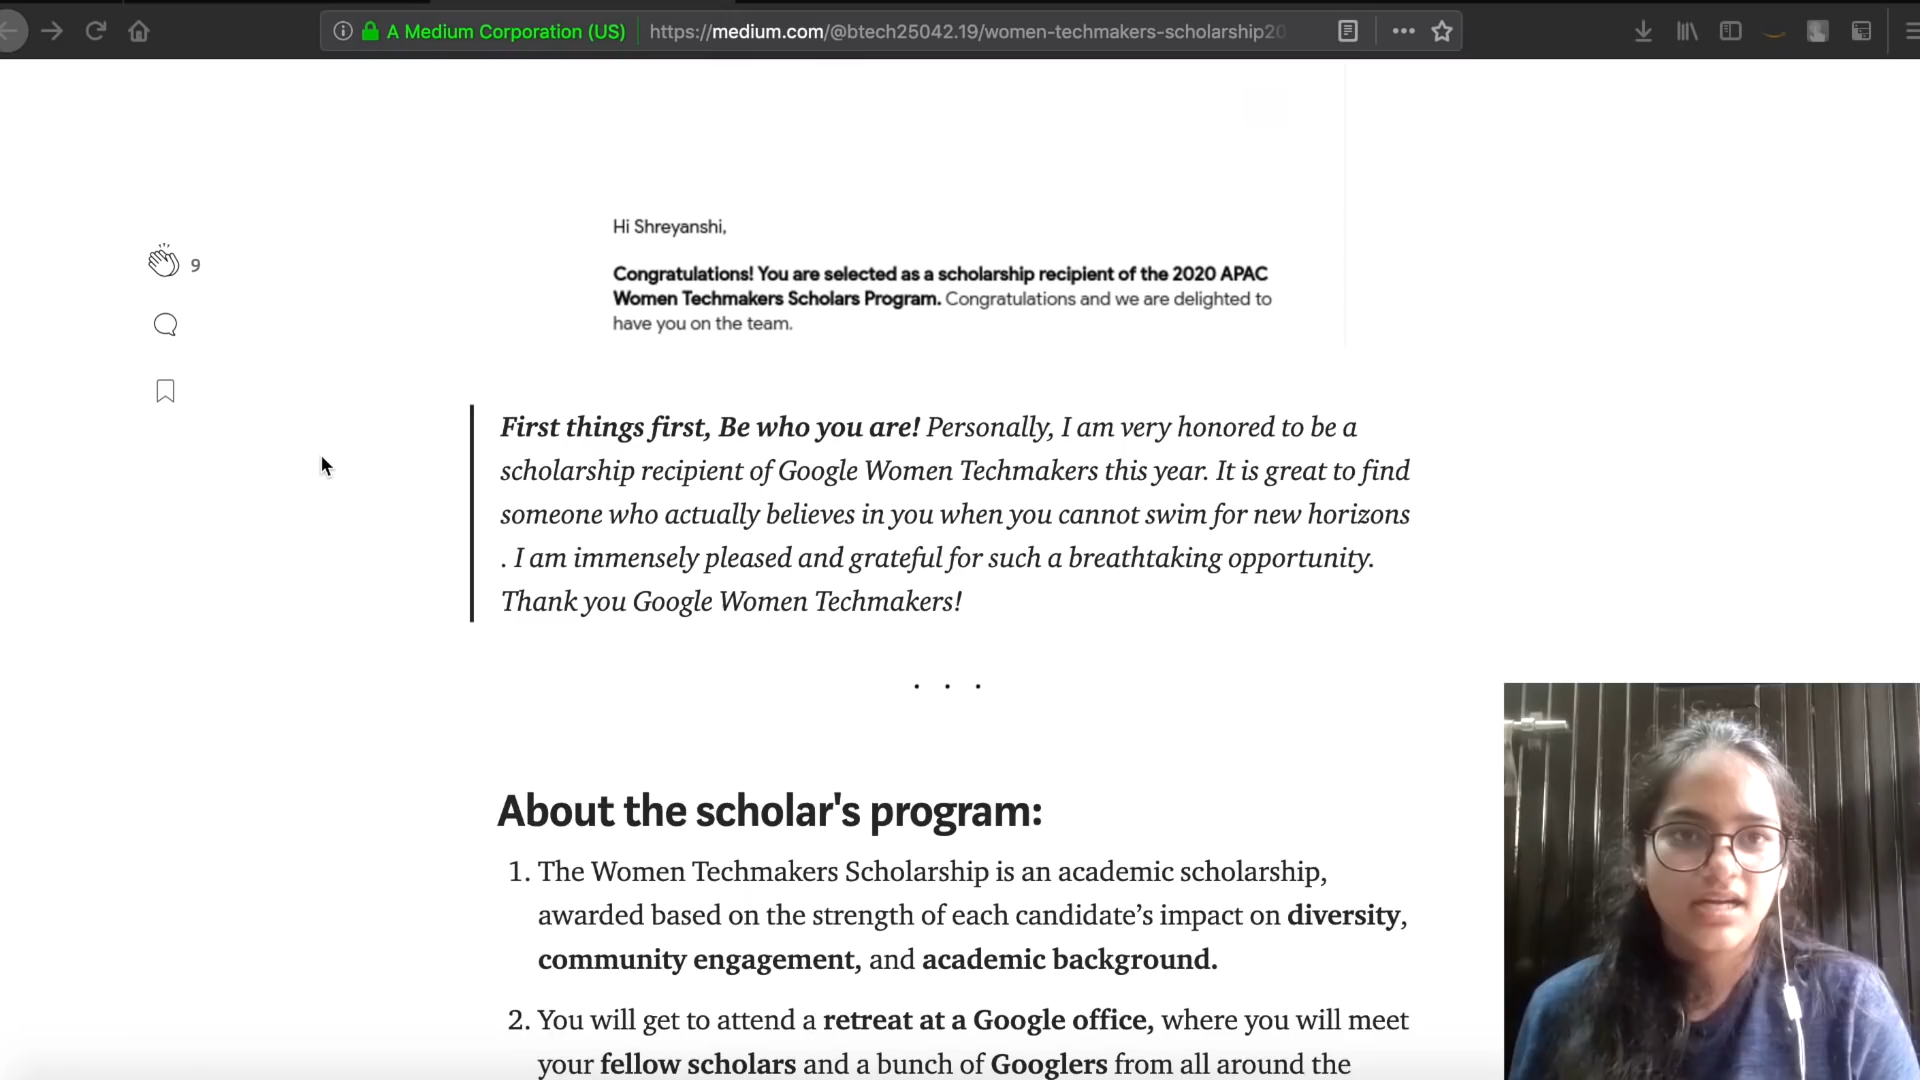 A Medium Corporation (US)
https://medium.com/@btech25042.19/women-techmakers-scholarship20
Hi Shreyanshi,
Congratulations! You are selected as a scholarship recipient of the 2020 APAC
Women Techmakers Scholars Program. Congratulations and we are delighted to
have you on the team.
9
First things first, Be who you are! Personally, I am very honored to be a
scholarship recipient of Google Women Techmakers this year. It is great to find
someone who actually believes in you when you cannot swim for new horizons
. I am immensely pleased and grateful for such a breathtaking opportunity.
Thank you Google Women Techmakers!
. . .
About the scholar's program:
1. The Women Techmakers Scholarship is an academic scholarship,
awarded based on the strength of each candidate’s impact on diversity,
community engagement, and academic background.
2. You will get to attend a retreat at a Google office, where you will meet
your fellow scholars and a bunch of Googlers from all around the